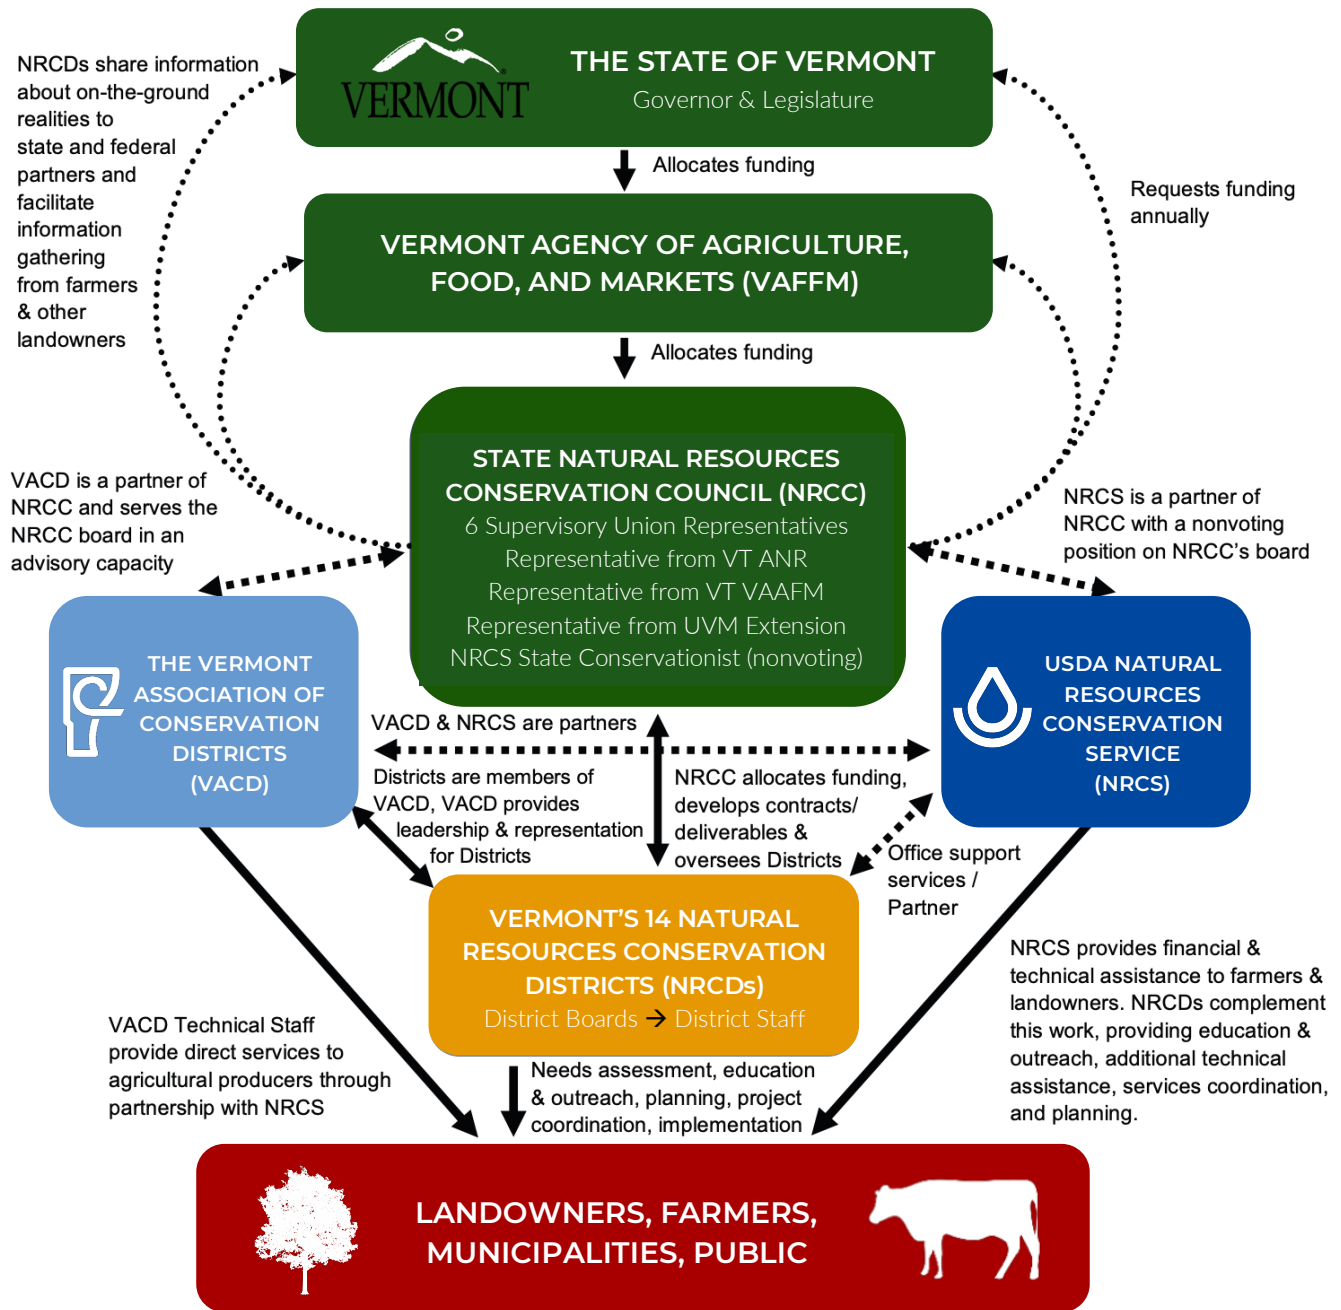 NRCDs share information
about on-the-ground
realities to
state and federal
partners and
facilitate
information
gathering
from farmers
& other
landowners
VERMONT
THE STATE OF VERMONT
Governor & Legislature
Allocates funding
Requests funding
annually
VERMONT AGENCY OF AGRICULTURE,
FOOD, AND MARKETS (VAFFM)
Allocates funding
STATE NATURAL RESOURCES
CONSERVATION COUNCIL (NRCC)
6 Supervisory Union Representatives
Representative from VT ANR
Representative from VT VAAFM
Representative from UVM Extension
NRCS State Conservationist (nonvoting)
VACD is a partner of
NRCC and serves the
NRCC board in an
advisory capacity
NRCS is a partner of
NRCC with a nonvoting
position on NRCC's board
THE VERMONT
ASSOCIATION OF
CONSERVATION
DISTRICTS
(VACD)
USDA NATURAL
RESOURCES
CONSERVATION
SERVICE
(NRCS)
VACD & NRCS are partners
Districts are members of
VACD, VACD provides
leadership & representation
for Districts
NRCC allocates funding,
develops contracts/
deliverables &
oversees Districts
Office support
services /
Partner
VERMONT'S 14 NATURAL
RESOURCES CONSERVATION
DISTRICTS (NRCDs)
District Boards → District Staff
VACD Technical Staff
provide direct services to
agricultural producers through
partnership with NRCS
Needs assessment, education
& outreach, planning, project
coordination, implementation
NRCS provides financial &
technical assistance to farmers &
landowners. NRCDs complement
this work, providing education &
outreach, additional technical
assistance, services coordination,
and planning.
LANDOWNERS, FARMERS,
MUNICIPALITIES, PUBLIC